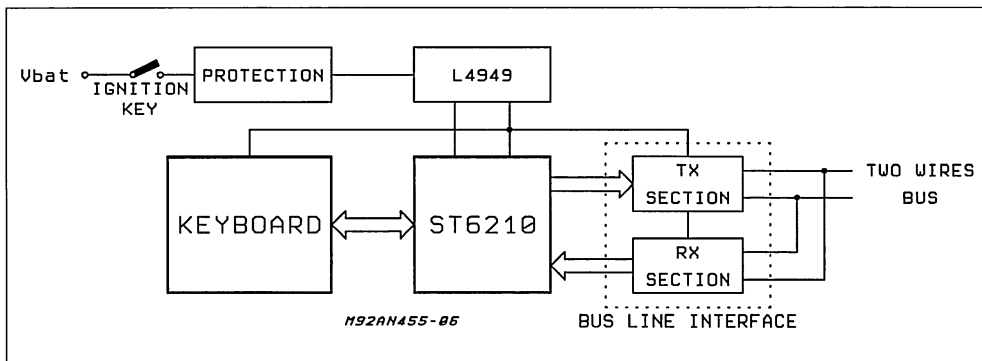 Vbat
IGNITION
KEY
PROTECTION
L4949
KEYBOARD
ST6210
TX
SECTION
RX
SECTION
TWO WIRES
BUS
BUS LINE INTERFACE
M92AN455-06